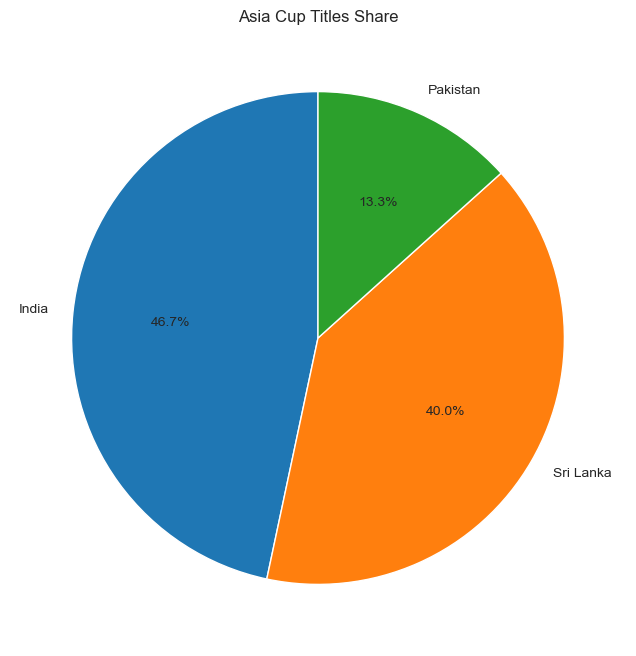 Asia Cup Titles Share
Pakistan
13.3%
India
46.7%
40.0%
Sri Lanka